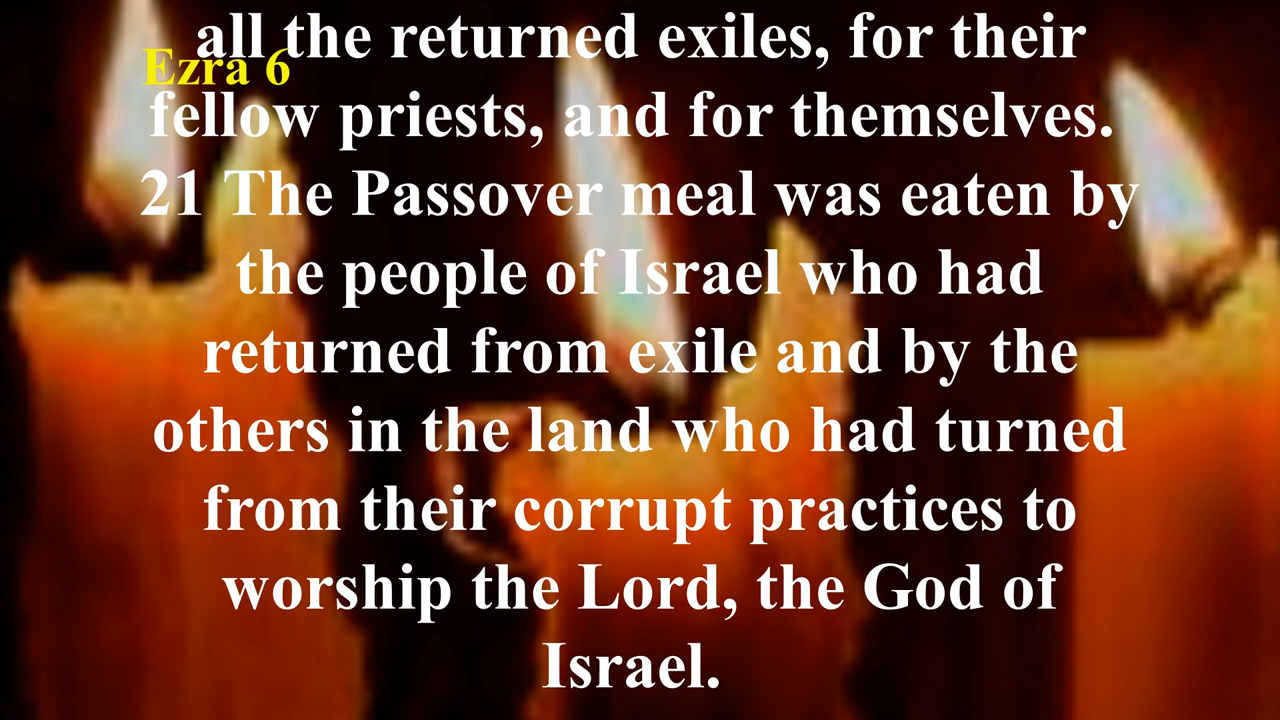 all the returned exiles, for their
Ezra 6
fellow priests, and for themselves.
21 The Passover meal was eaten by
the people of Israel who had
returned from exile and by the
others in the land who had turned
from their corrupt practices to
worship the Lord, the God of
Israel.